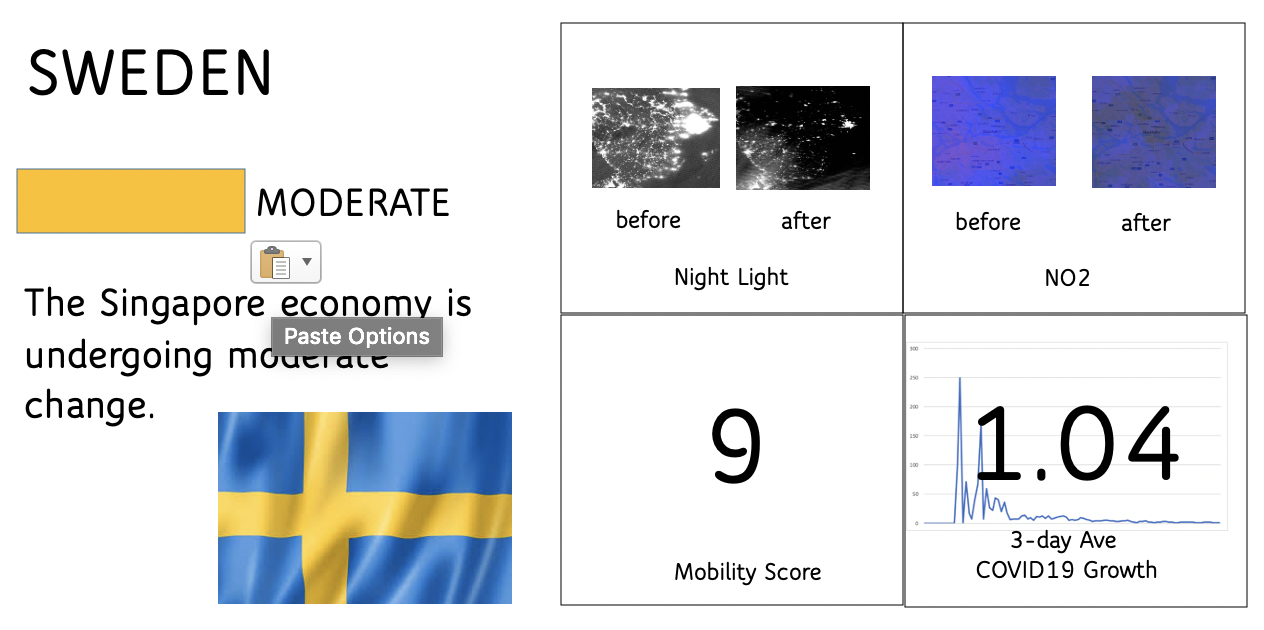 SWEDEN
MODERATE
The Singapore economy is
Paste Options
undergoing moderate
change.
before
after
Night Light
before
after
NO2
9
Mobility Score
300
250
200
150
100
50
0
1.04
3-day Ave
COVID19 Growth